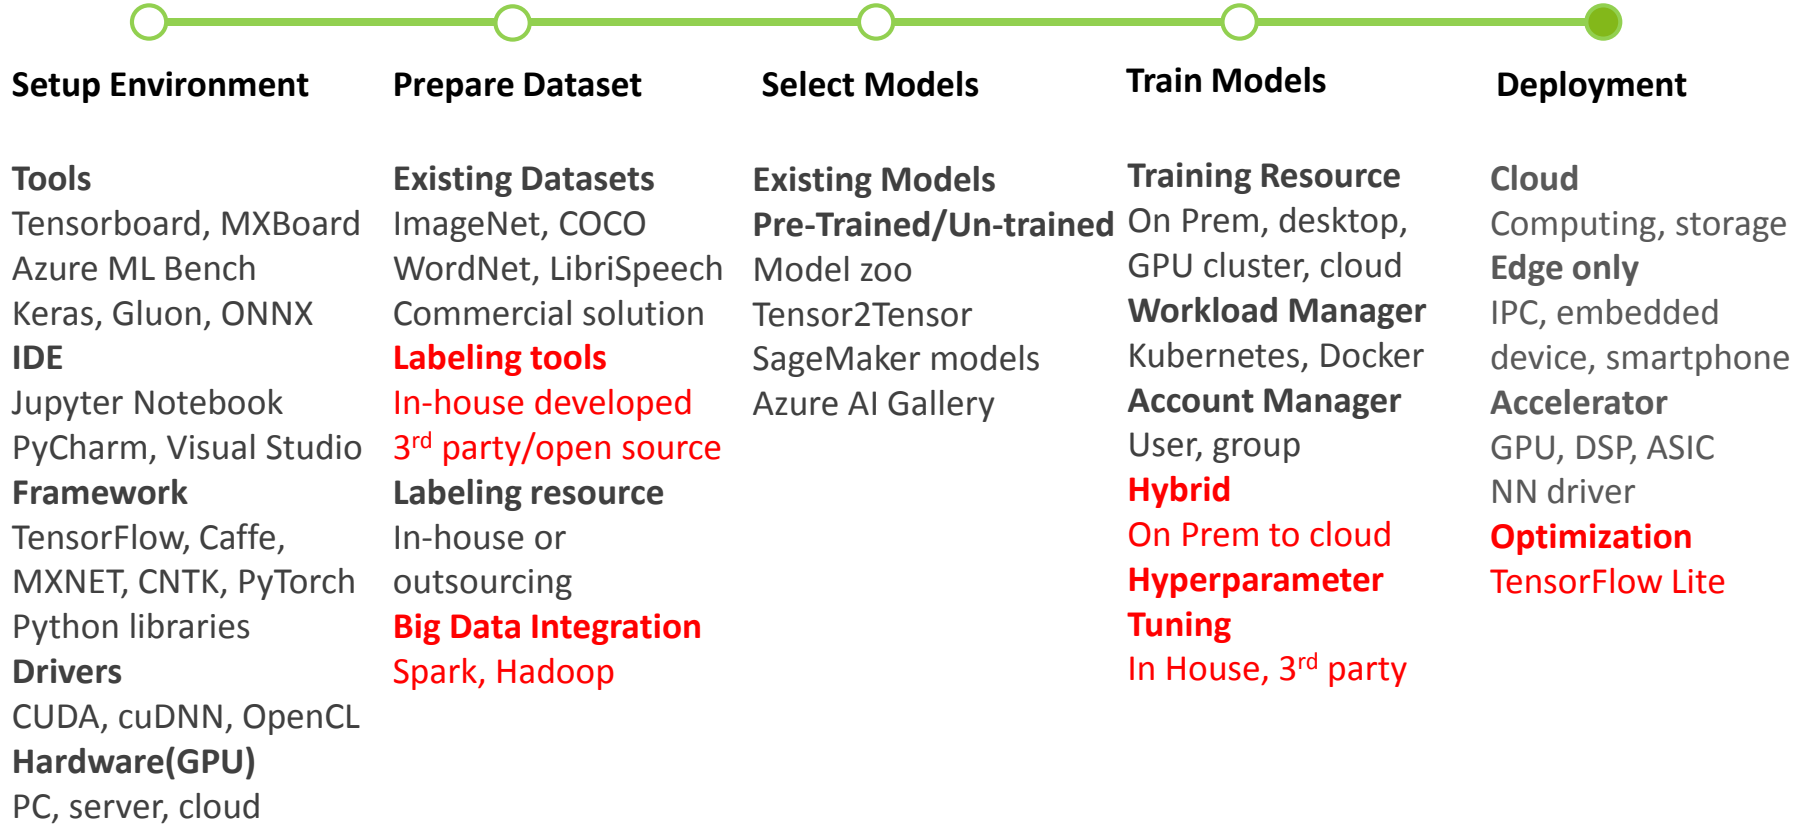 Setup Environment
Tools
Tensorboard, MXBoard
Azure ML Bench
Keras, Gluon, ONNX
IDE
Jupyter Notebook
PyCharm, Visual Studio
Framework
TensorFlow, Caffe,
MXNET, CNTK, PyTorch
Python libraries
Drivers
CUDA, cuDNN, OpenCL
Hardware(GPU)
PC, server, cloud
Prepare Dataset
Existing Datasets
ImageNet, COCO
WordNet, LibriSpeech
Commercial solution
Labeling tools
In-house developed
3rd party/open source
Labeling resource
In-house or
outsourcing
Big Data Integration
Spark, Hadoop
Select Models
Existing Models
Pre-Trained/Un-trained
Model zoo
Tensor2Tensor
SageMaker models
Azure AI Gallery
Train Models
Training Resource
On Prem, desktop,
GPU cluster, cloud
Workload Manager
Kubernetes, Docker
Account Manager
User, group
Hybrid
On Prem to cloud
Hyperparameter
Tuning
In House, 3rd party
Deployment
Cloud
Computing, storage
Edge only
IPC, embedded
device, smartphone
Accelerator
GPU, DSP, ASIC
NN driver
Optimization
TensorFlow Lite